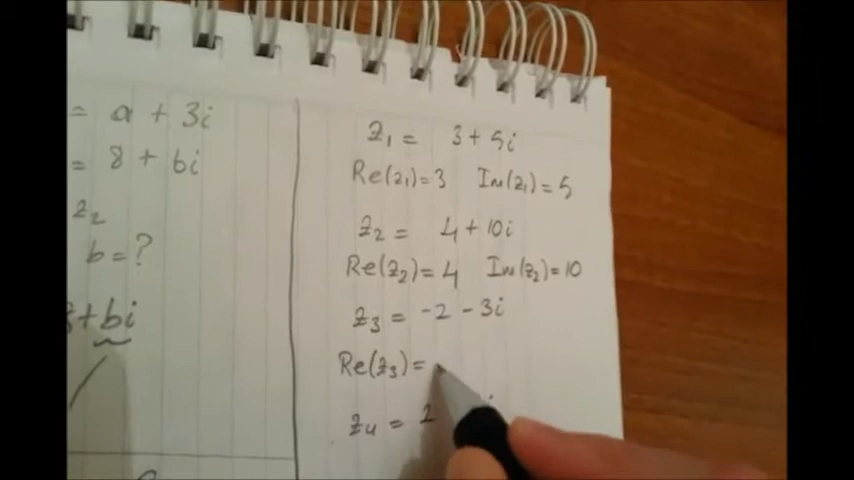 = a + 3i
= 8 + bi
z₂
b = ?
+bi
z₁ = 3 + 5i
Re(z₁) = 3 Im(z₁) = 5
z₂ = 4 + 10i
Re(z₂) = 4 Im(z₂) = 10
z₃ = -2 - 3i
Re(z₃) =
z₄ = 2 i